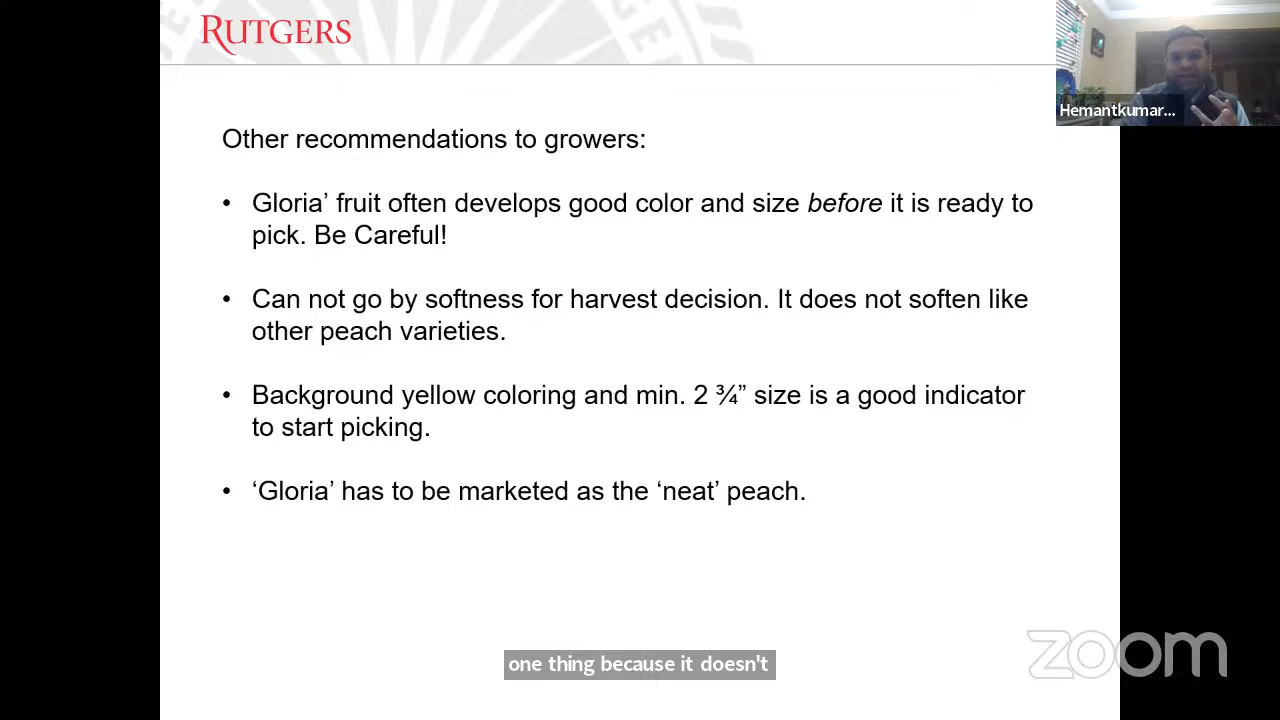 RUTGERS
Hemantkumar...
Other recommendations to growers:
• Gloria’ fruit often develops good color and size before it is ready to
pick. Be Careful!
• Can not go by softness for harvest decision. It does not soften like
other peach varieties.
• Background yellow coloring and min. 2 ¾” size is a good indicator
to start picking.
• ‘Gloria’ has to be marketed as the ‘neat’ peach.
zoom
one thing because it doesn't